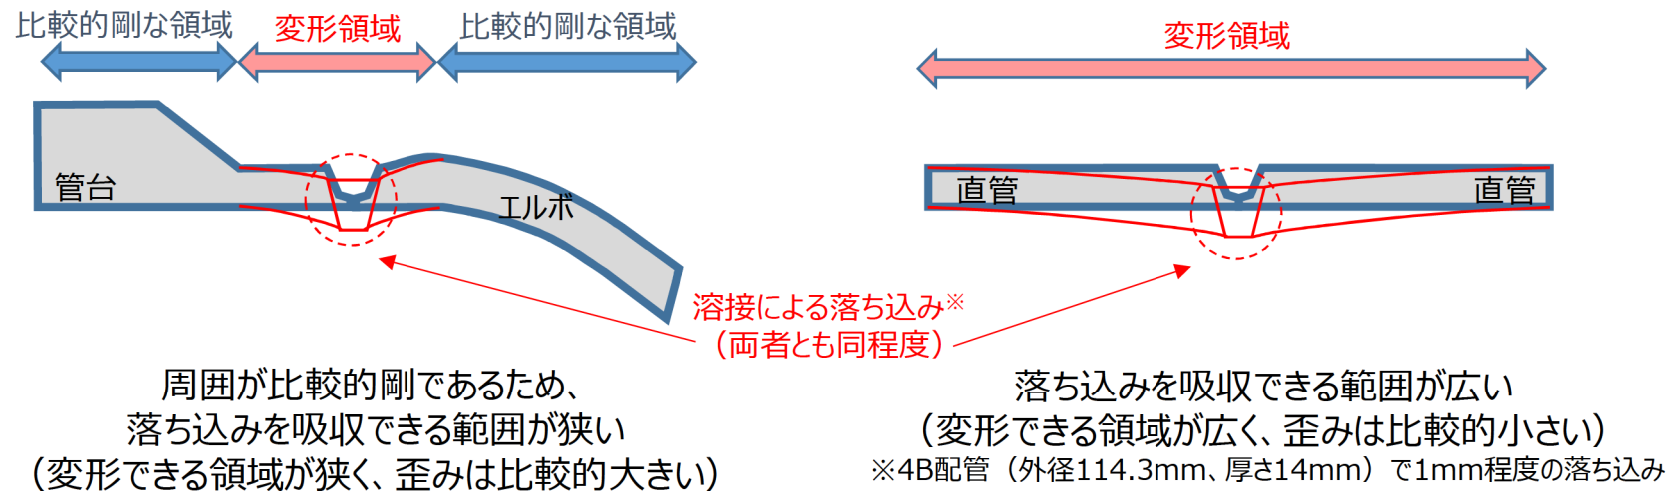 比較的剛な領域
変形領域
比較的剛な領域
管台
エルボ
変形領域
直管
直管
溶接による落ち込み※
（両者とも同程度）
周囲が比較的剛であるため、
落ち込みを吸収できる範囲が狭い
（変形できる領域が狭く、歪みは比較的大きい）
落ち込みを吸収できる範囲が広い
（変形できる領域が広く、歪みは比較的小さい）
※4B配管（外径114.3mm、厚さ14mm）で1mm程度の落ち込み